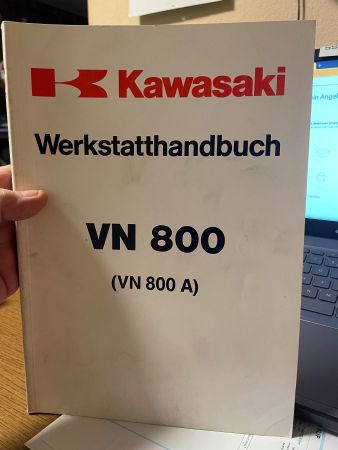 Kawasaki
Werkstatthandbuch
VN 800
(VN 800 A)